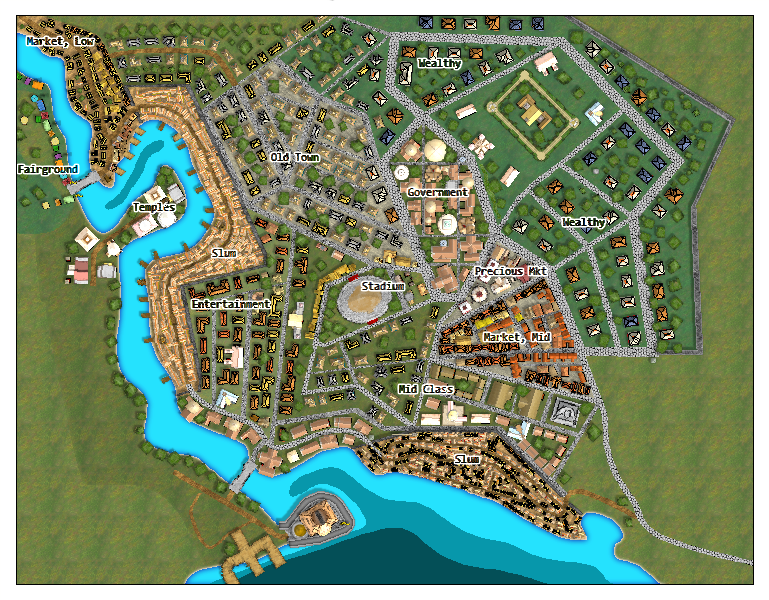 Market, Low
Wealthy
Old Town
Fairground
Government
Temples
Wealthy
Slum
Precious Mkt
Stadium
Entertainment
Market, Mid
Mid Class
Slum